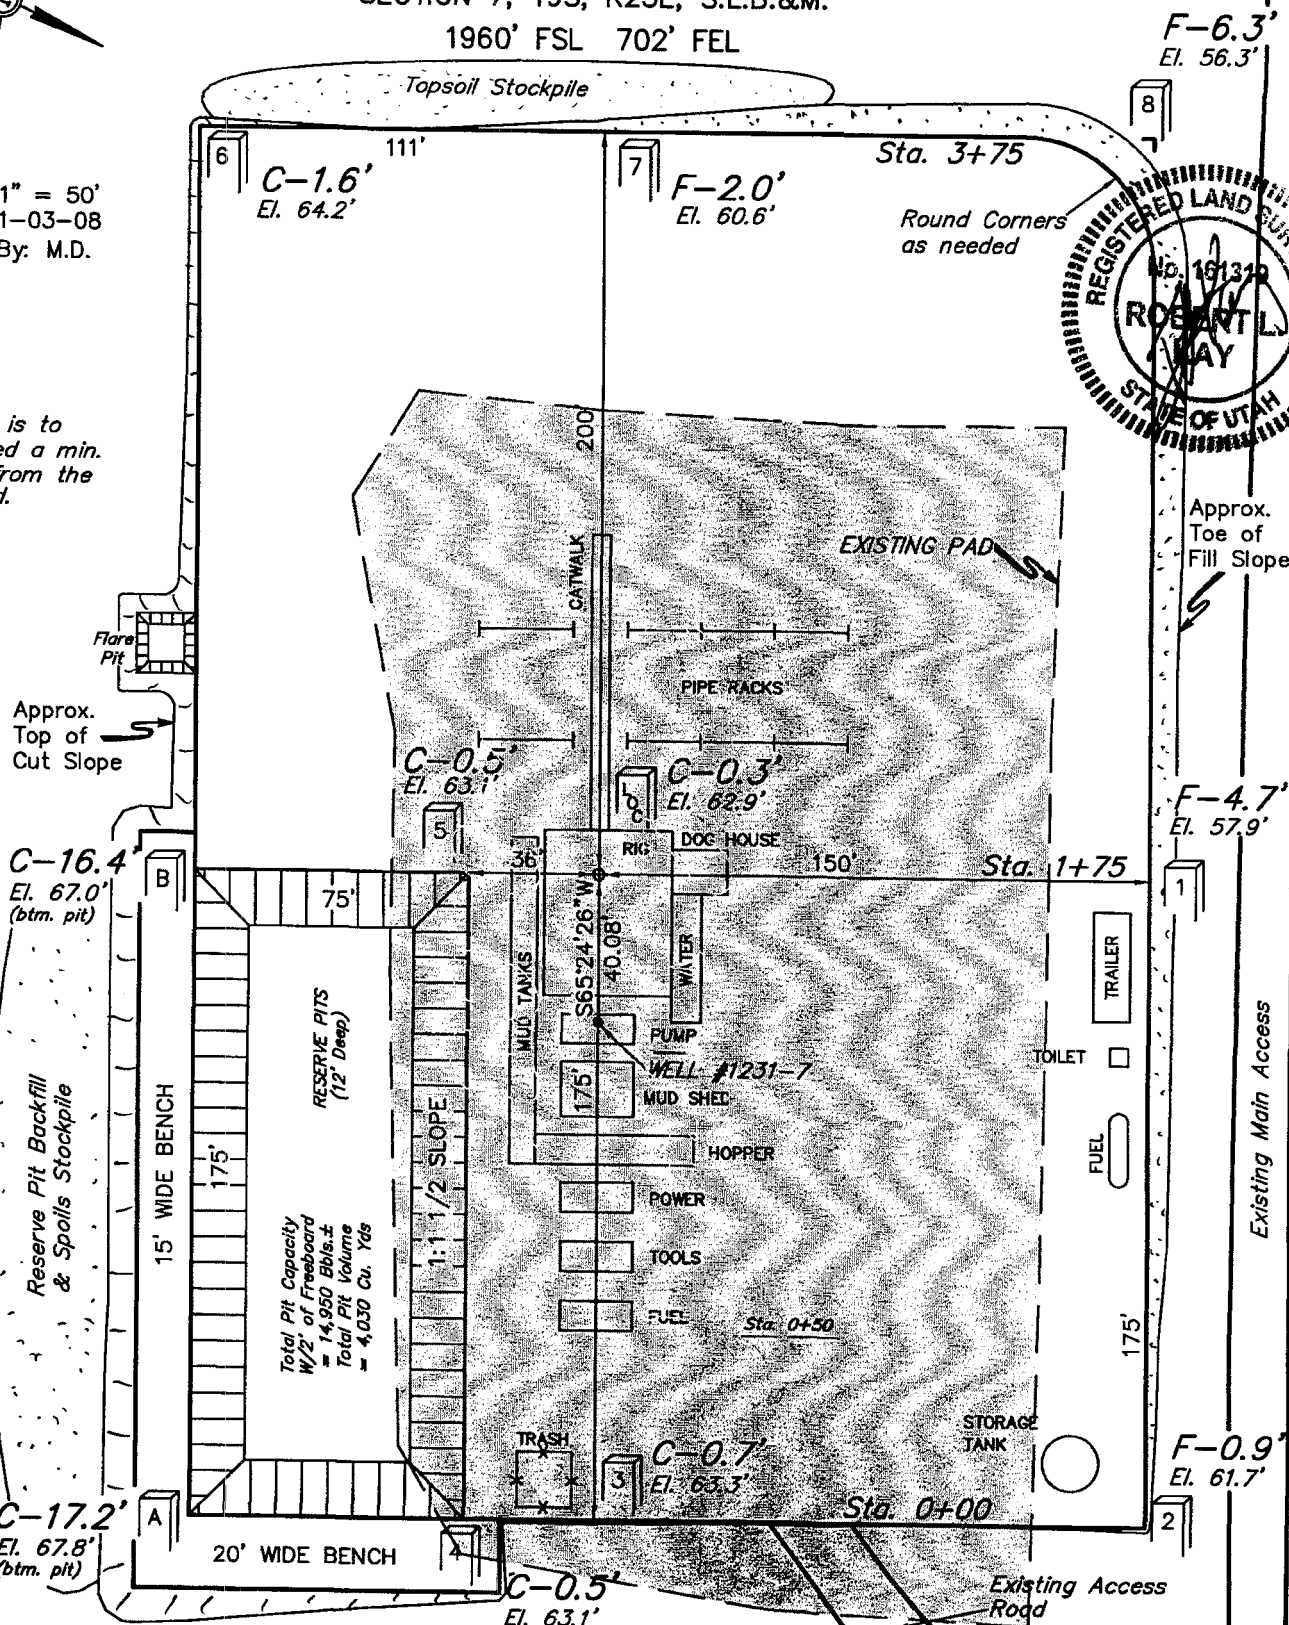 1960' FSL 702' FEL
F-6.3'
El. 56.3'
Topsoil Stockpile
8
6
111'
7
Sta. 3+75
C-1.6'
El. 64.2'
F-2.0'
El. 60.6'
1" = 50'
1-03-08
By: M.D.
Round Corners
as needed
REGISTERED LAND
No. 161319
ROBERT L.
KAY
STATE OF UTAH
is to
a min.
from the
200'
Approx.
Toe of
Fill Slope
EXISTING PAD
CATWALK
Flare
Pit
PIPE RACKS
Approx.
Top of
Cut Slope
C-0.5'
El. 63.1'
C-0.3'
El. 62.9'
LOC
5
F-4.7'
El. 57.9'
RIG
DOG HOUSE
36'
150'
Sta. 1+75
1
C-16.4'
El. 67.0'
(btm. pit)
B
75'
S65°24'26"W
40.08'
WATER
MUD TANKS
TRAILER
RESERVE PITS
(12' Deep)
PUMP
TOILET
WELL #1231-7
175'
MUD SHED
HOPPER
FUEL
Existing Main Access
Reserve Pit Backfill
& Spoils Stockpile
15' WIDE BENCH
175'
1:1 1/2 SLOPE
POWER
TOOLS
FUEL
Total Pit Capacity
W/2' of Freeboard
= 14,950 Bbls.±
Total Pit Volume
= 4,030 Cu. Yds
Sta. 0+50
175'
STORAGE
TANK
TRASH
3
C-0.7'
El. 63.3'
F-0.9'
El. 61.7'
C-17.2'
El. 67.8'
(btm. pit)
A
Sta. 0+00
2
20' WIDE BENCH
4
C-0.5'
El. 63.1'
Existing Access
Road